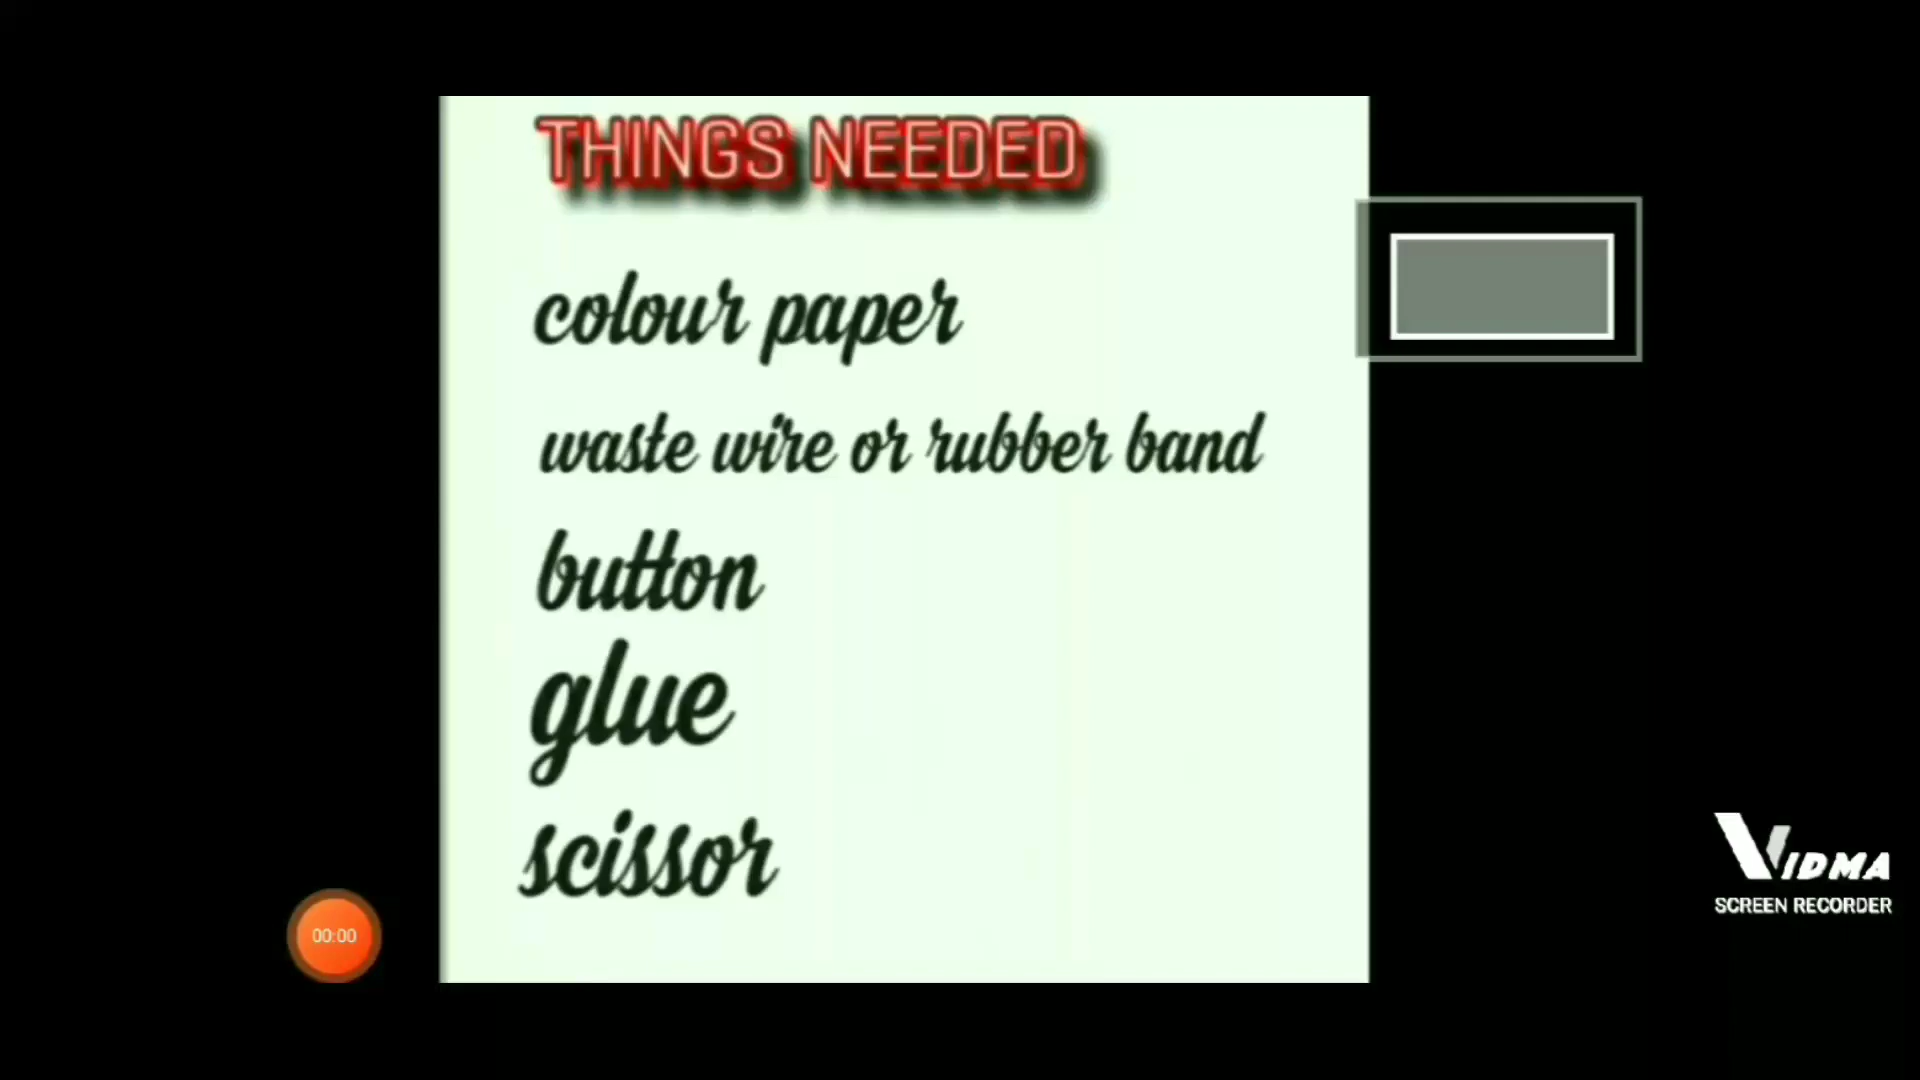 THINGS NEEDED
colour paper
waste wire or rubber band
button
glue
scissor
00:00
VIDMA
SCREEN RECORDER